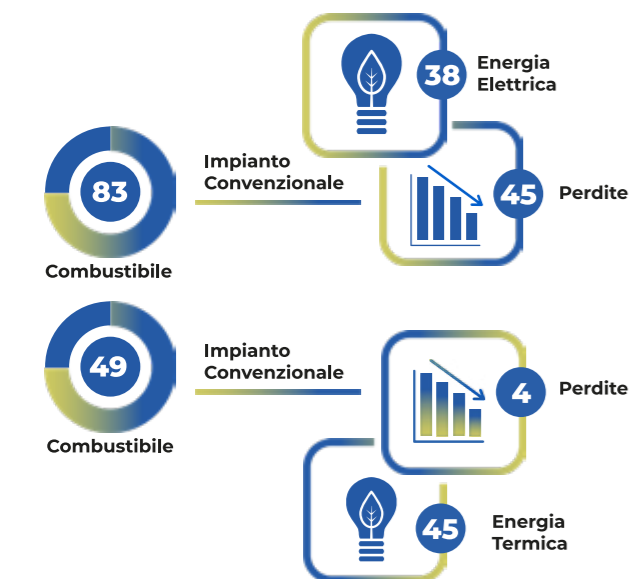 38
Energia
Elettrica
83
Impianto
Convenzionale
45
Perdite
Combustibile
49
Impianto
Convenzionale
4
Perdite
Combustibile
45
Energia
Termica